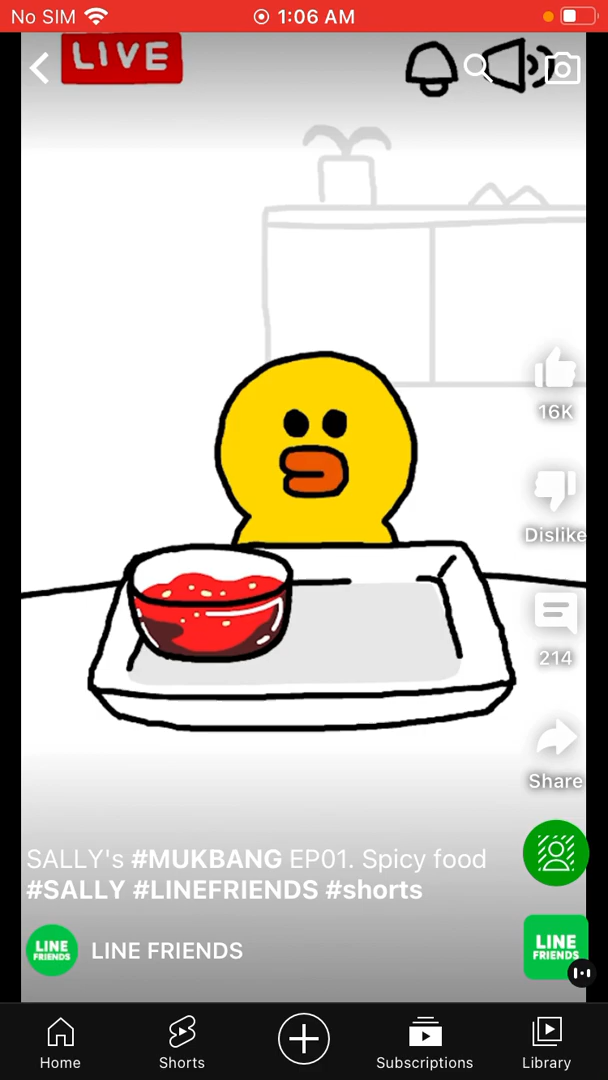 No SIM
1:06 AM
LIVE
16K
Dislike
214
Share
SALLY's #MUKBANG EP01. Spicy food
#SALLY #LINEFRIENDS #shorts
LINE
FRIENDS
LINE FRIENDS
LINE
FRIENDS
Home
Shorts
Subscriptions
Library